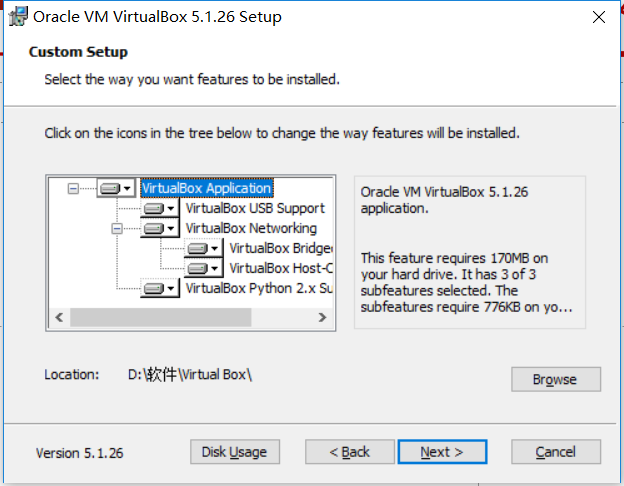 Oracle VM VirtualBox 5.1.26 Setup
Custom Setup
Select the way you want features to be installed.
Click on the icons in the tree below to change the way features will be installed.
VirtualBox Application
VirtualBox USB Support
VirtualBox Networking
VirtualBox Bridge
VirtualBox Host-C
VirtualBox Python 2.x Su
Oracle VM VirtualBox 5.1.26
application.
This feature requires 170MB on
your hard drive. It has 3 of 3
subfeatures selected. The
subfeatures require 776KB on yo...
Location: D:\软件\Virtual Box\
Browse
Version 5.1.26
Disk Usage
< Back
Next >
Cancel